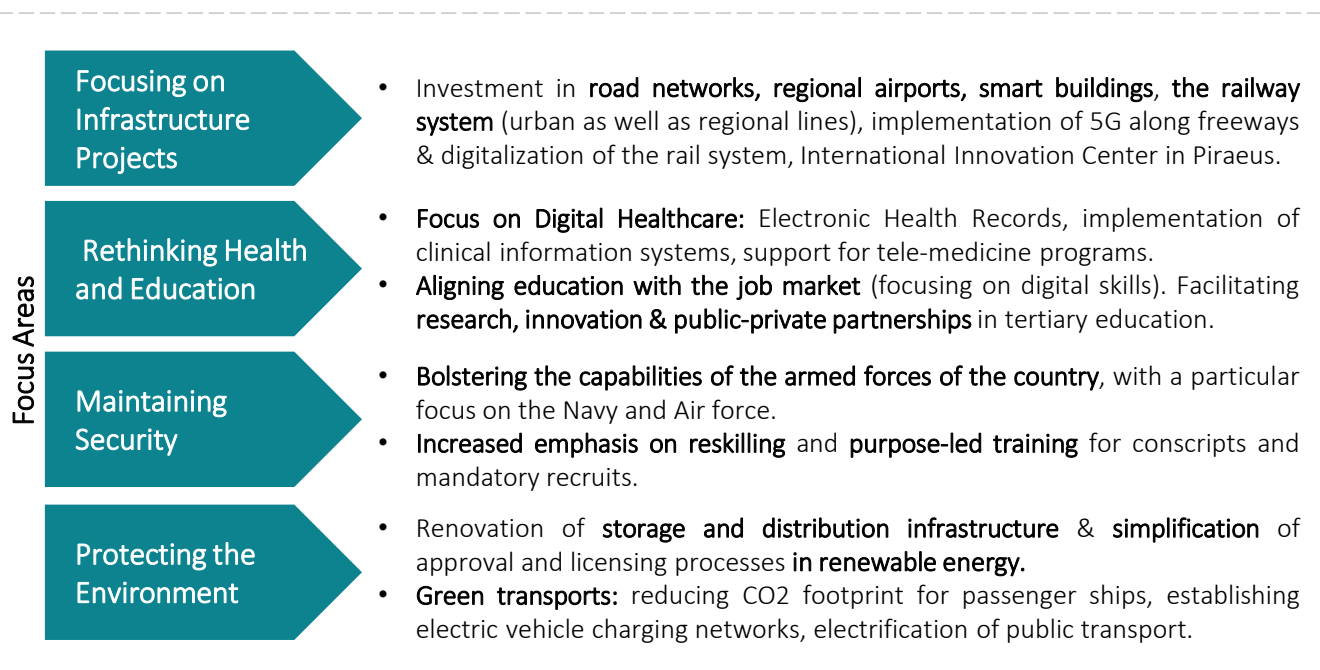 Focus Areas
Focusing on
Infrastructure
Projects
• Investment in road networks, regional airports, smart buildings, the railway
system (urban as well as regional lines), implementation of 5G along freeways
& digitalization of the rail system, International Innovation Center in Piraeus.
Rethinking Health
and Education
• Focus on Digital Healthcare: Electronic Health Records, implementation of
clinical information systems, support for tele-medicine programs.
• Aligning education with the job market (focusing on digital skills). Facilitating
research, innovation & public-private partnerships in tertiary education.
Maintaining
Security
• Bolstering the capabilities of the armed forces of the country, with a particular
focus on the Navy and Air force.
• Increased emphasis on reskilling and purpose-led training for conscripts and
mandatory recruits.
Protecting the
Environment
• Renovation of storage and distribution infrastructure & simplification of
approval and licensing processes in renewable energy.
• Green transports: reducing CO2 footprint for passenger ships, establishing
electric vehicle charging networks, electrification of public transport.